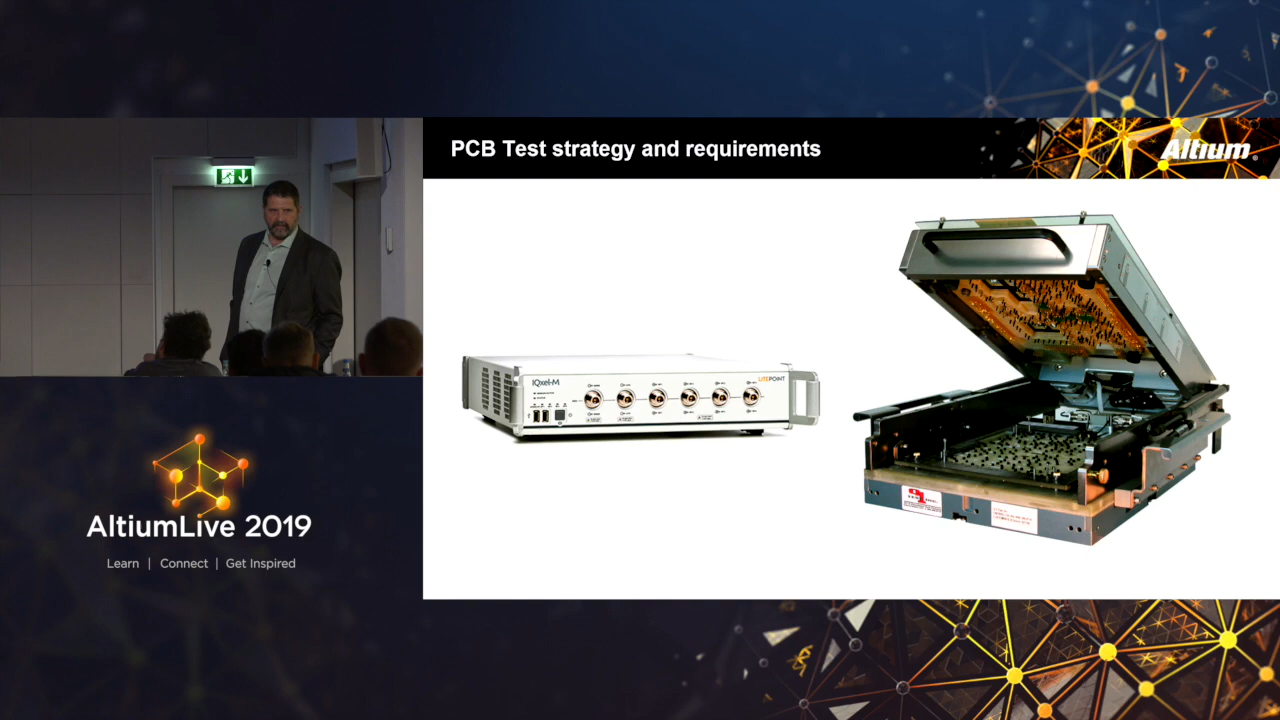 PCB Test strategy and requirements
Altium
IQxel-M
LITEPOINT
AltiumLive 2019
Learn | Connect | Get Inspired